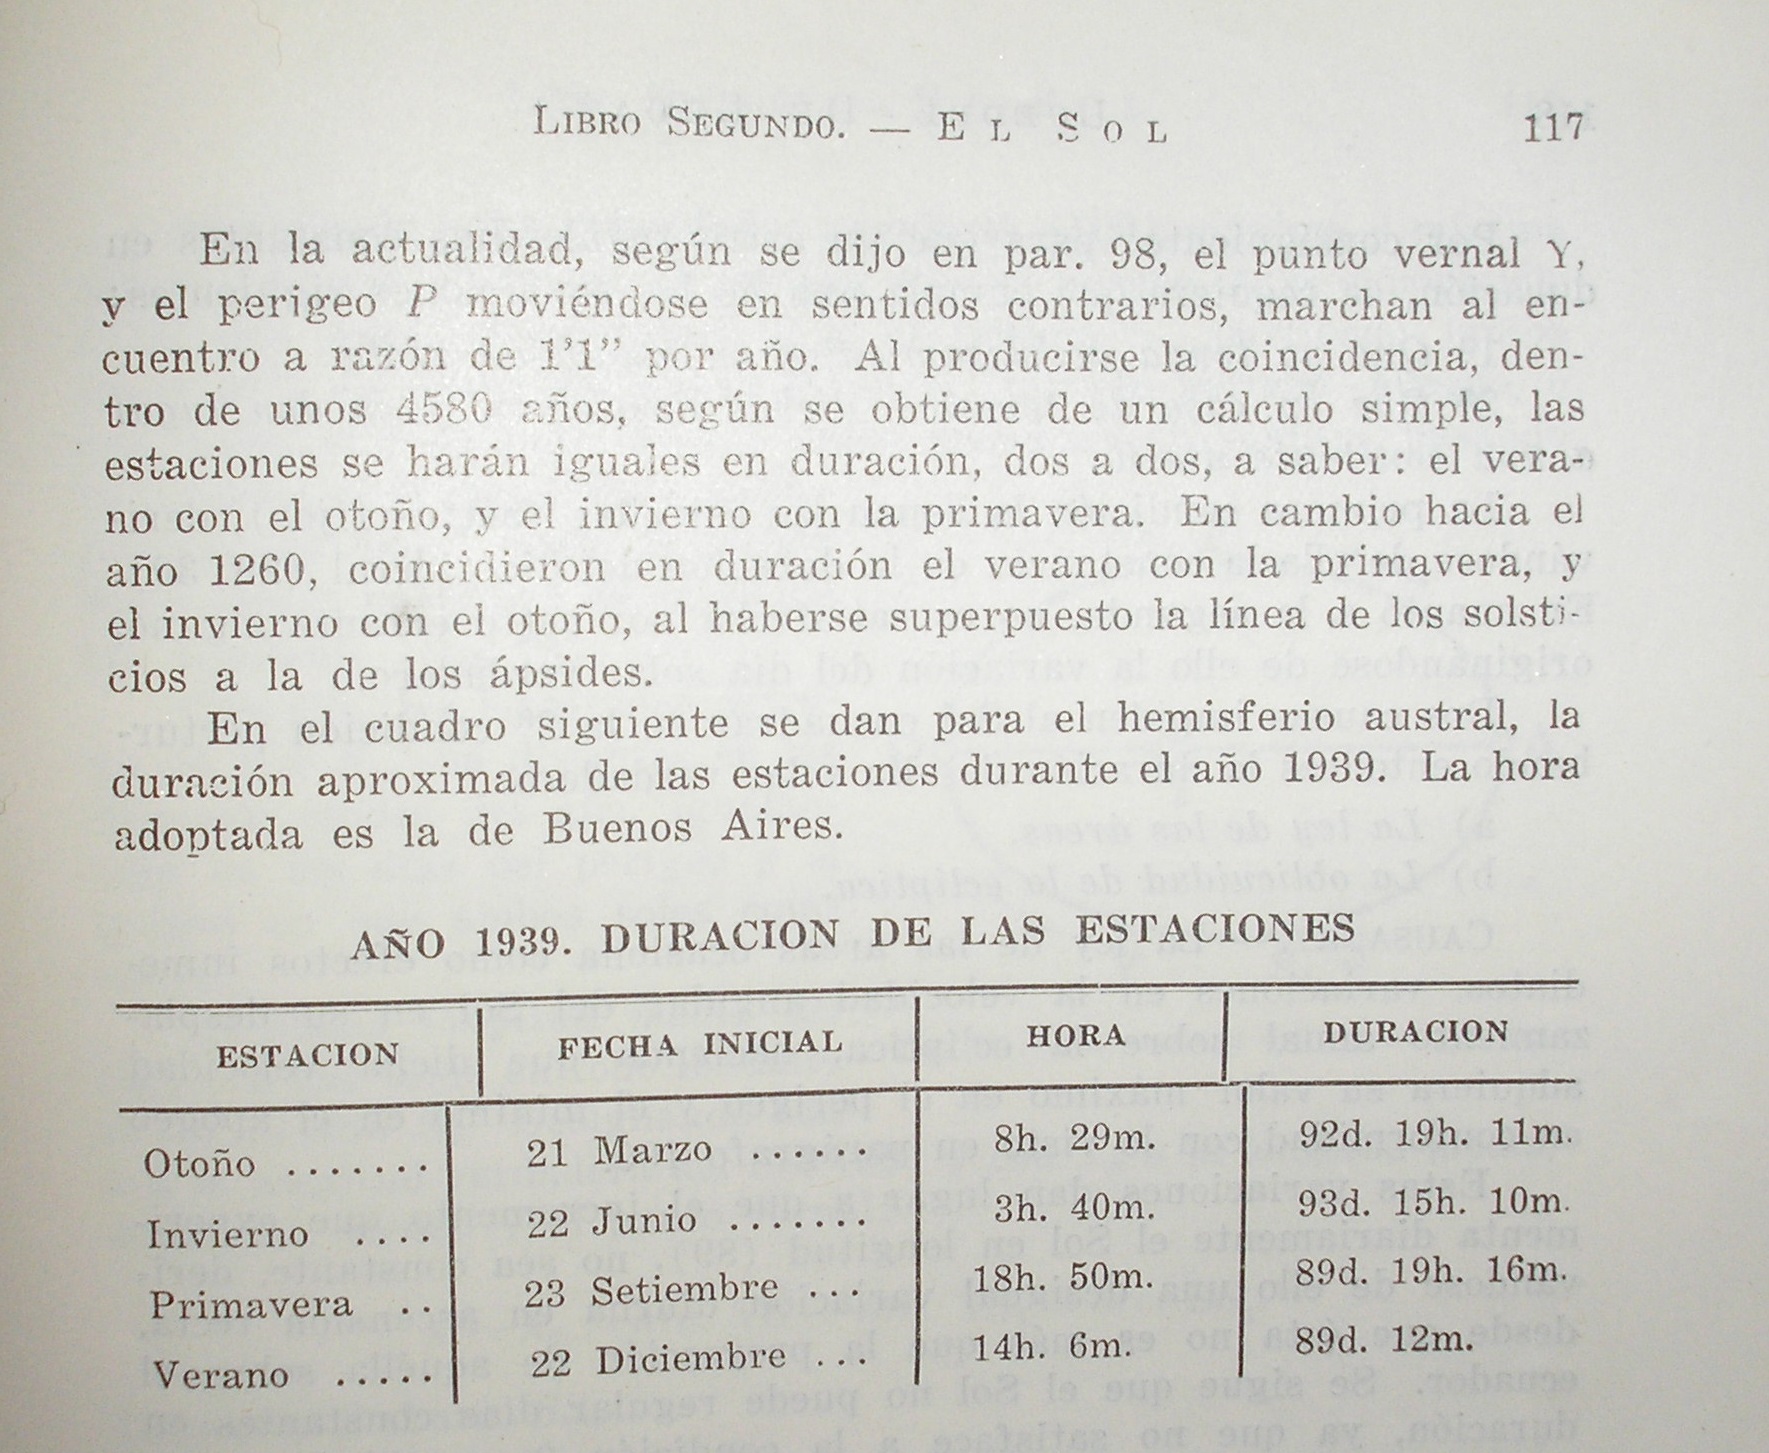 LIBRO SEGUNDO. — EL SOL 117
En la actualidad, según se dijo en par. 98, el punto vernal Y,
y el perigeo P moviéndose en sentidos contrarios, marchan al en-
cuentro a razón de 1’1” por año. Al producirse la coincidencia, den-
tro de unos 4580 años, según se obtiene de un cálculo simple, las
estaciones se harán iguales en duración, dos a dos, a saber: el vera-
no con el otoño, y el invierno con la primavera. En cambio hacia el
año 1260, coincidieron en duración el verano con la primavera, y
el invierno con el otoño, al haberse superpuesto la línea de los solsti-
cios a la de los ápsides.
En el cuadro siguiente se dan para el hemisferio austral, la
duración aproximada de las estaciones durante el año 1939. La hora
adoptada es la de Buenos Aires.
AÑO 1939. DURACION DE LAS ESTACIONES
ESTACION FECHA INICIAL HORA DURACION
Otoño ....... 21 Marzo ...... 8h. 29m. 92d. 19h. 11m.
Invierno .... 22 Junio ....... 3h. 40m. 93d. 15h. 10m.
Primavera .. 23 Setiembre ... 18h. 50m. 89d. 19h. 16m.
Verano ..... 22 Diciembre ... 14h. 6m. 89d. 12m.